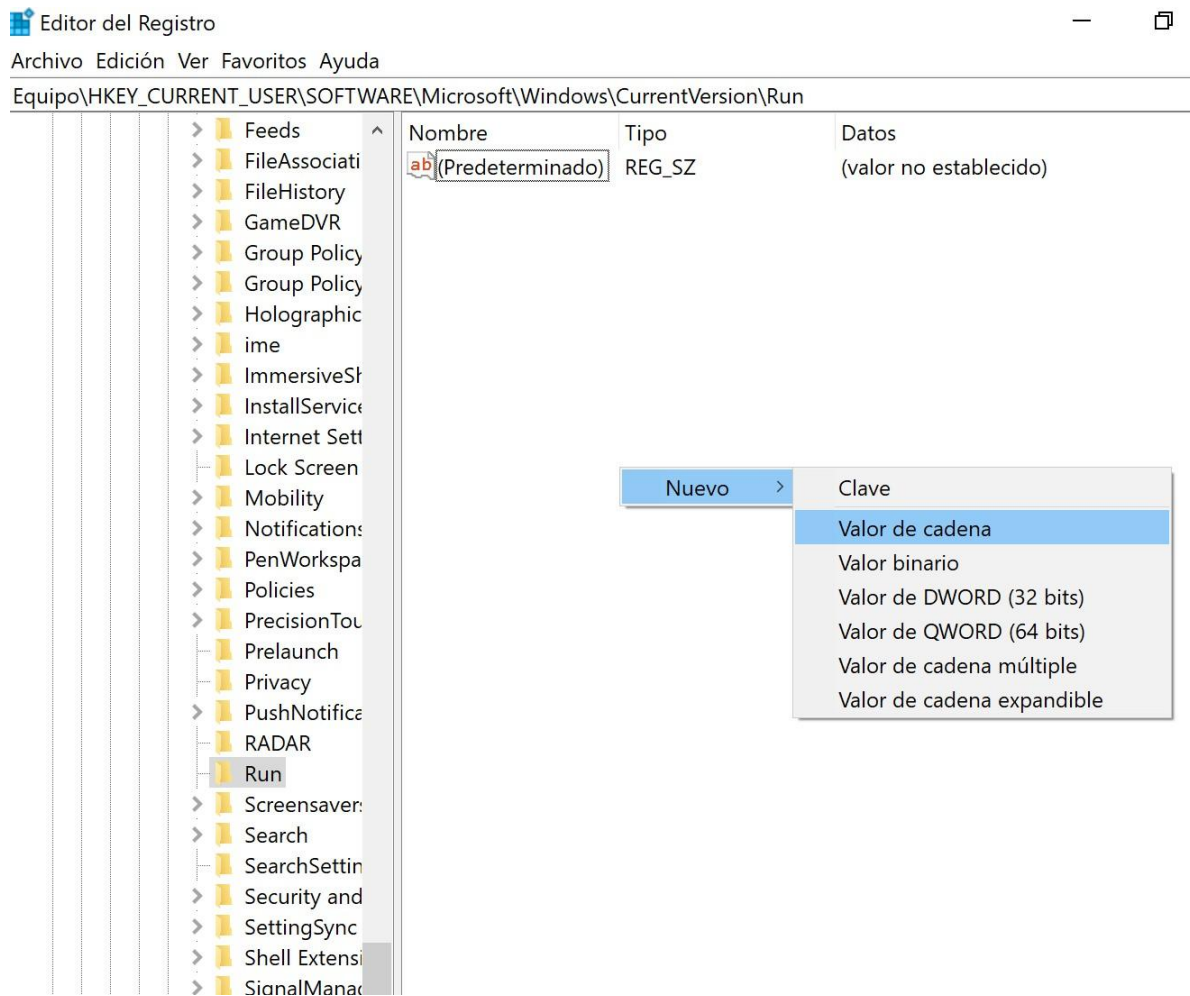 Editor del Registro
Archivo Edición Ver Favoritos Ayuda
Equipo\HKEY_CURRENT_USER\SOFTWARE\Microsoft\Windows\CurrentVersion\Run
Feeds
FileAssociati
FileHistory
GameDVR
Group Policy
Group Policy
Holographic
ime
ImmersiveSh
InstallService
Internet Sett
Lock Screen
Mobility
Notifications
PenWorkspa
Policies
PrecisionTou
Prelaunch
Privacy
PushNotifica
RADAR
Run
Screensavers
Search
SearchSettin
Security and
SettingSync
Shell Extensi
SignalManag
Nombre Tipo Datos
ab (Predeterminado) REG_SZ (valor no establecido)
Nuevo
Clave
Valor de cadena
Valor binario
Valor de DWORD (32 bits)
Valor de QWORD (64 bits)
Valor de cadena múltiple
Valor de cadena expandible